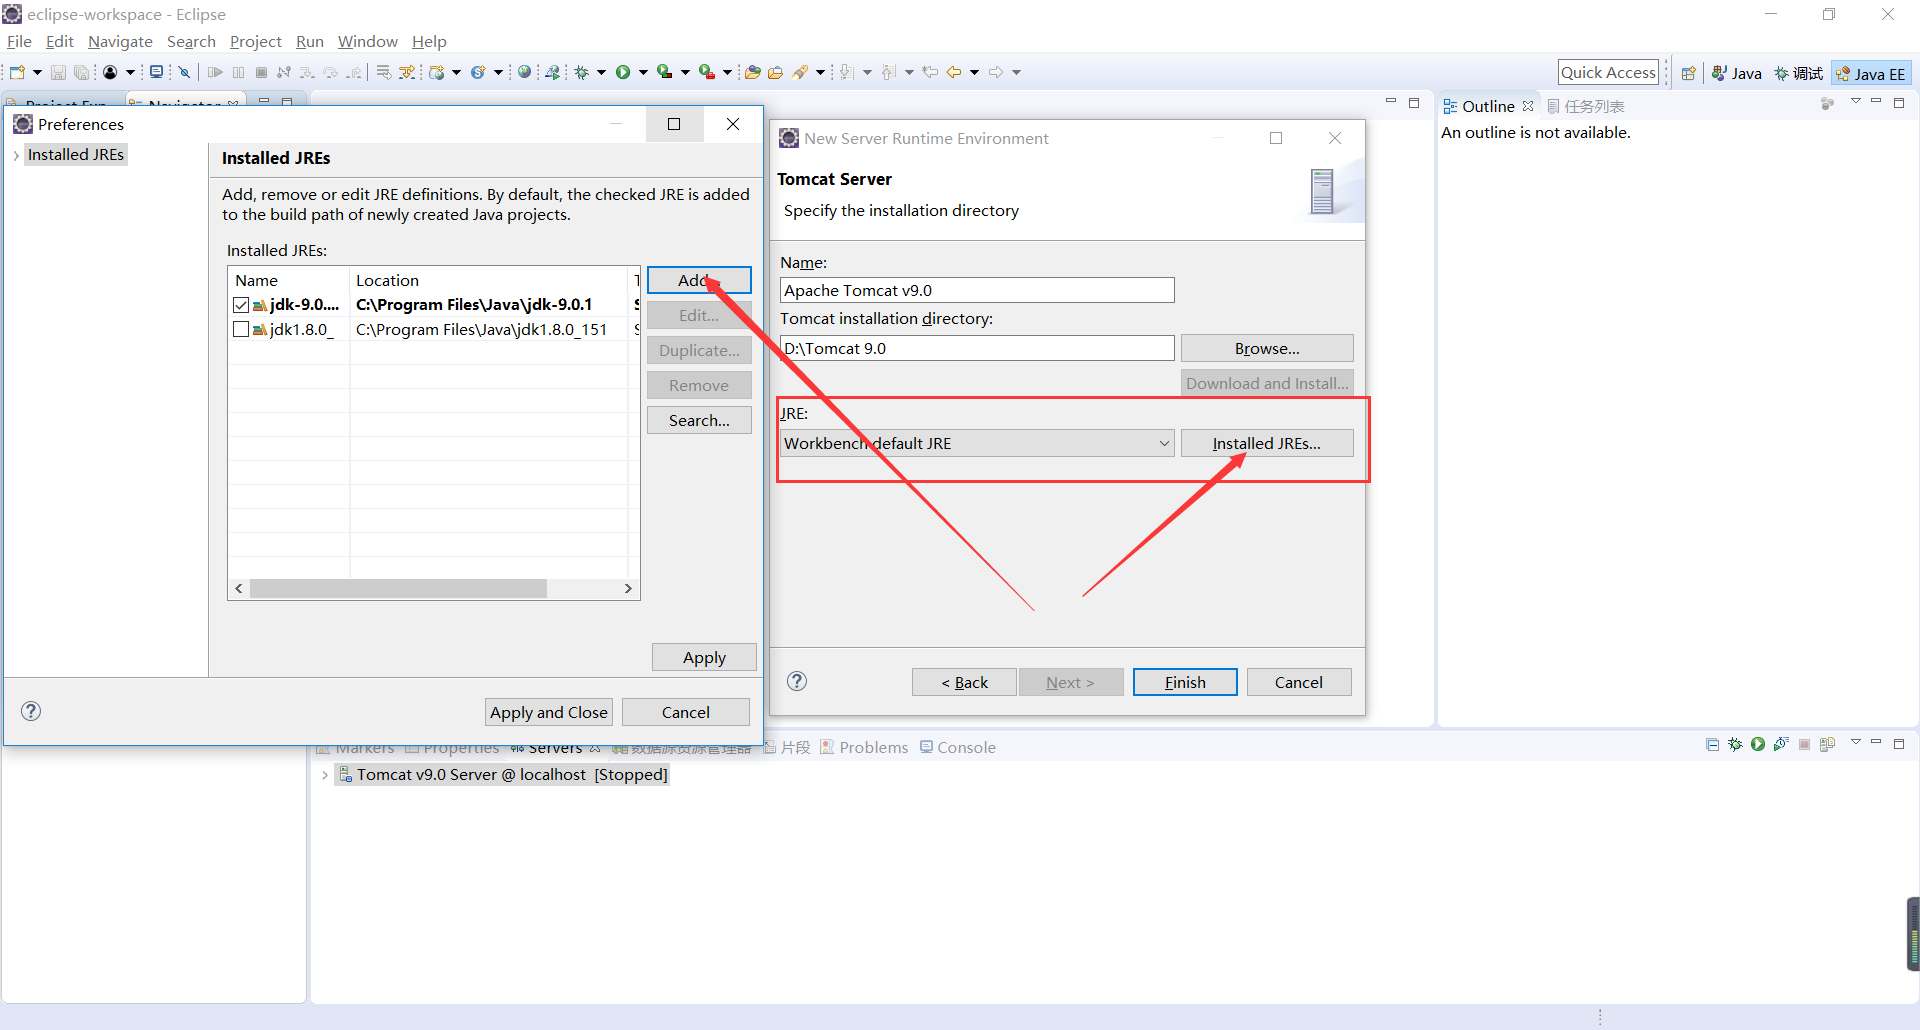 eclipse-workspace - Eclipse
File Edit Navigate Search Project Run Window Help
Quick Access
Java
调试
Java EE
Project Exp
Navigator
Preferences
Installed JREs
Installed JREs
Add, remove or edit JRE definitions. By default, the checked JRE is added
to the build path of newly created Java projects.
Installed JREs:
Name Location T
jdk-9.0.... C:\Program Files\Java\jdk-9.0.1 S
jdk1.8.0_ C:\Program Files\Java\jdk1.8.0_151 S
Add...
Edit...
Duplicate...
Remove
Search...
Apply
Apply and Close
Cancel
New Server Runtime Environment
Tomcat Server
Specify the installation directory
Name:
Apache Tomcat v9.0
Tomcat installation directory:
D:\Tomcat 9.0
Browse...
Download and Install...
JRE:
Workbench default JRE
Installed JREs...
< Back
Next >
Finish
Cancel
Outline
任务列表
An outline is not available.
Markers
Properties
Servers
数据源资源管理器
片段
Problems
Console
Tomcat v9.0 Server @ localhost [Stopped]